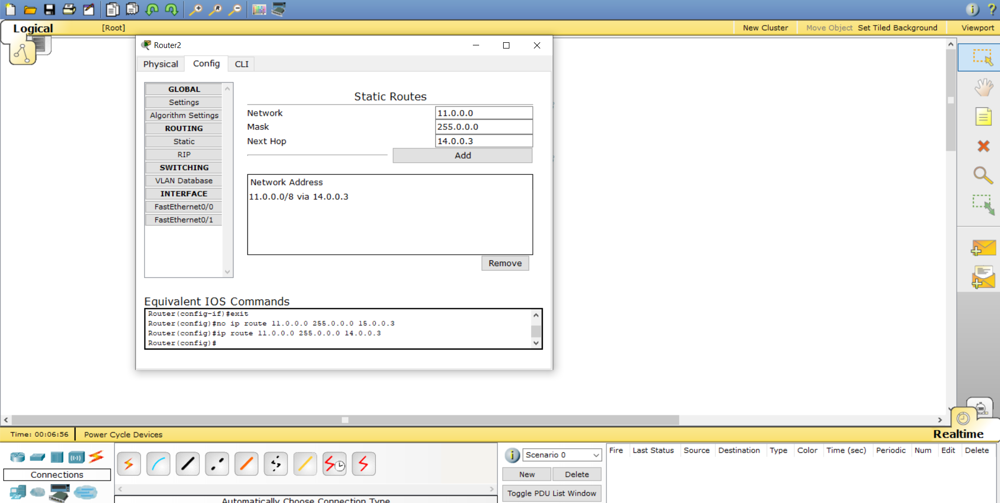 Logical
[Root]
New Cluster
Move Object
Set Tiled Background
Viewport
Router2
Physical
Config
CLI
GLOBAL
Settings
Algorithm Settings
ROUTING
Static
RIP
SWITCHING
VLAN Database
INTERFACE
FastEthernet0/0
FastEthernet0/1
Static Routes
Network 11.0.0.0
Mask 255.0.0.0
Next Hop 14.0.0.3
Add
Network Address
11.0.0.0/8 via 14.0.0.3
Remove
Equivalent IOS Commands
Router(config-if)#exit
Router(config)#no ip route 11.0.0.0 255.0.0.0 15.0.0.3
Router(config)#ip route 11.0.0.0 255.0.0.0 14.0.0.3
Router(config)#
Time: 00:06:56
Power Cycle Devices
Realtime
Connections
Automatically Choose Connection Type
Scenario 0
New
Delete
Toggle PDU List Window
Fire Last Status Source Destination Type Color Time (sec) Periodic Num Edit Delete